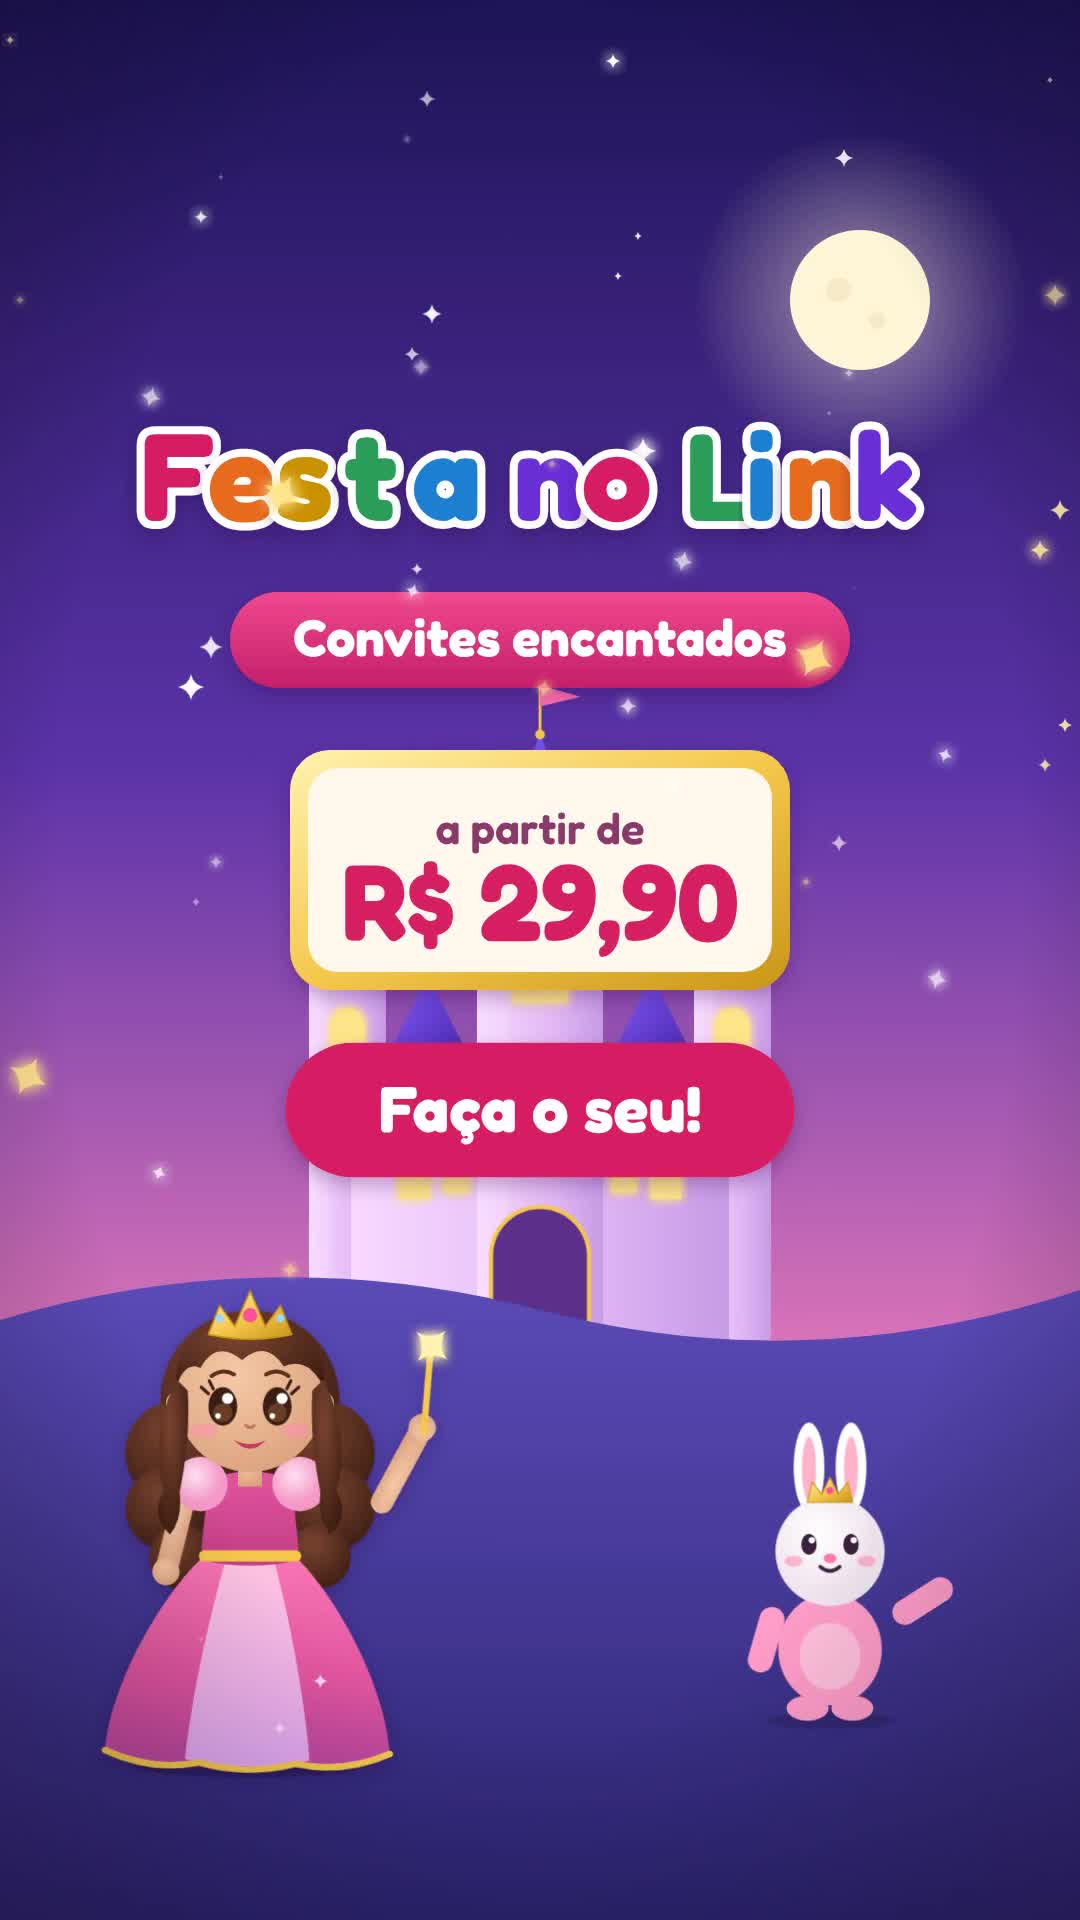 Festa no Link
Convites encantados
a partir de
R$ 29,90
Faça o seu!